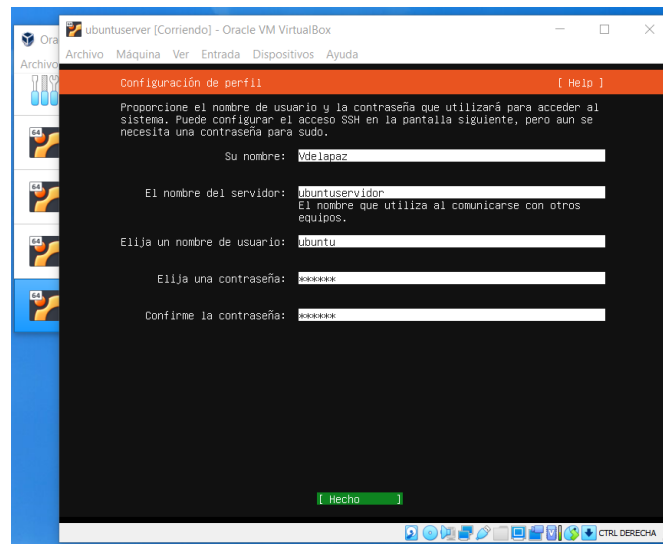 Ora
Archivo
64
64
64
64
ubuntuserver [Corriendo] - Oracle VM VirtualBox
Archivo Máquina Ver Entrada Dispositivos Ayuda
Configuración de perfil [ Help ]
Proporcione el nombre de usuario y la contraseña que utilizará para acceder al
sistema. Puede configurar el acceso SSH en la pantalla siguiente, pero aun se
necesita una contraseña para sudo.
Su nombre: Vdelapaz
El nombre del servidor: ubuntuservidor
El nombre que utiliza al comunicarse con otros
equipos.
Elija un nombre de usuario: ubuntu
Elija una contraseña: ******
Confirme la contraseña: ******
[ Hecho ]
CTRL DERECHA